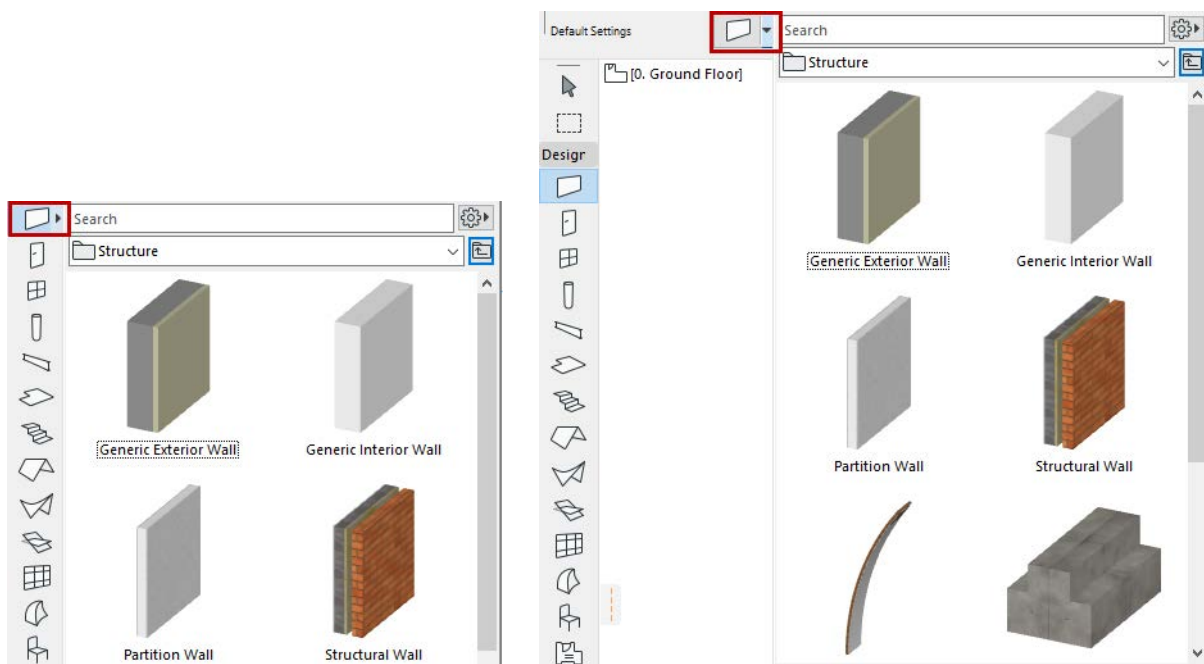 Search
Structure
Generic Exterior Wall
Generic Interior Wall
Partition Wall
Structural Wall
Default Settings
Search
Structure
[0. Ground Floor]
Desigr
Generic Exterior Wall
Generic Interior Wall
Partition Wall
Structural Wall